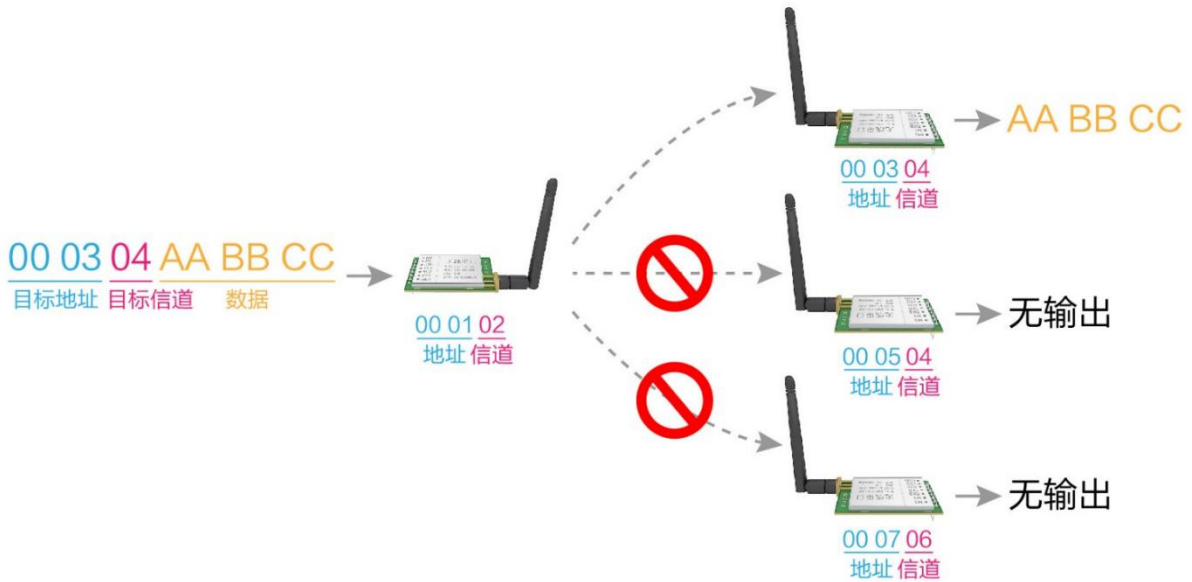 AA BB CC
00 03 04
地址 信道
00 03 04 AA BB CC
目标地址 目标信道 数据
00 01 02
地址 信道
无输出
00 05 04
地址 信道
无输出
00 07 06
地址 信道